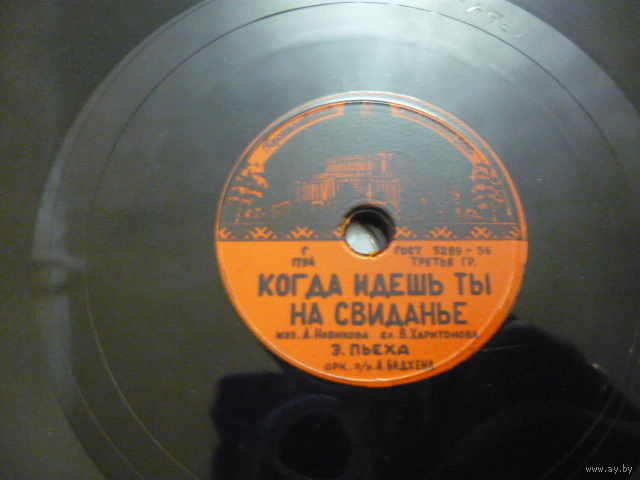 Г
1794
ГОСТ 5289-56
ТРЕТЬЯ ГР.
КОГДА ИДЕШЬ ТЫ
НА СВИДАНЬЕ
муз. А. Новикова сл. В. Харитонова
Э. ПЬЕХА
ОРК. п/у А. БАДХЕНА
www.ay.by